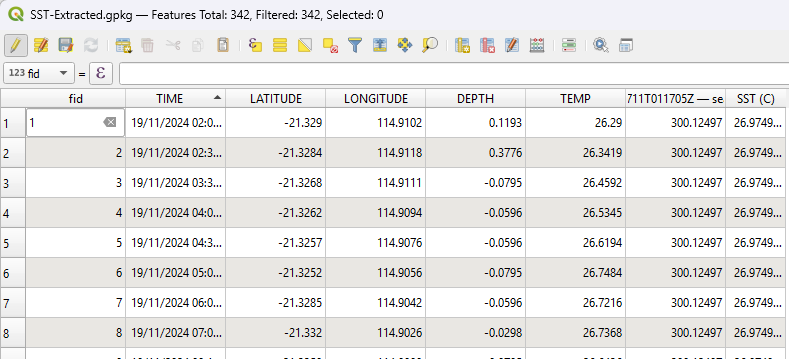 SST-Extracted.gpkg — Features Total: 342, Filtered: 342, Selected: 0
123 fid = ε
fid TIME LATITUDE LONGITUDE DEPTH TEMP 711T011705Z — se SST (C)
1 1 19/11/2024 02:0... -21.329 114.9102 0.1193 26.29 300.12497 26.9749...
2 2 19/11/2024 02:3... -21.3284 114.9118 0.3776 26.3419 300.12497 26.9749...
3 3 19/11/2024 03:3... -21.3268 114.9111 -0.0795 26.4592 300.12497 26.9749...
4 4 19/11/2024 04:0... -21.3262 114.9094 -0.0596 26.5345 300.12497 26.9749...
5 5 19/11/2024 04:3... -21.3257 114.9076 -0.0596 26.6194 300.12497 26.9749...
6 6 19/11/2024 05:0... -21.3252 114.9056 -0.0795 26.7484 300.12497 26.9749...
7 7 19/11/2024 06:0... -21.3285 114.9042 -0.0596 26.7216 300.12497 26.9749...
8 8 19/11/2024 07:0... -21.332 114.9026 -0.0298 26.7368 300.12497 26.9749...